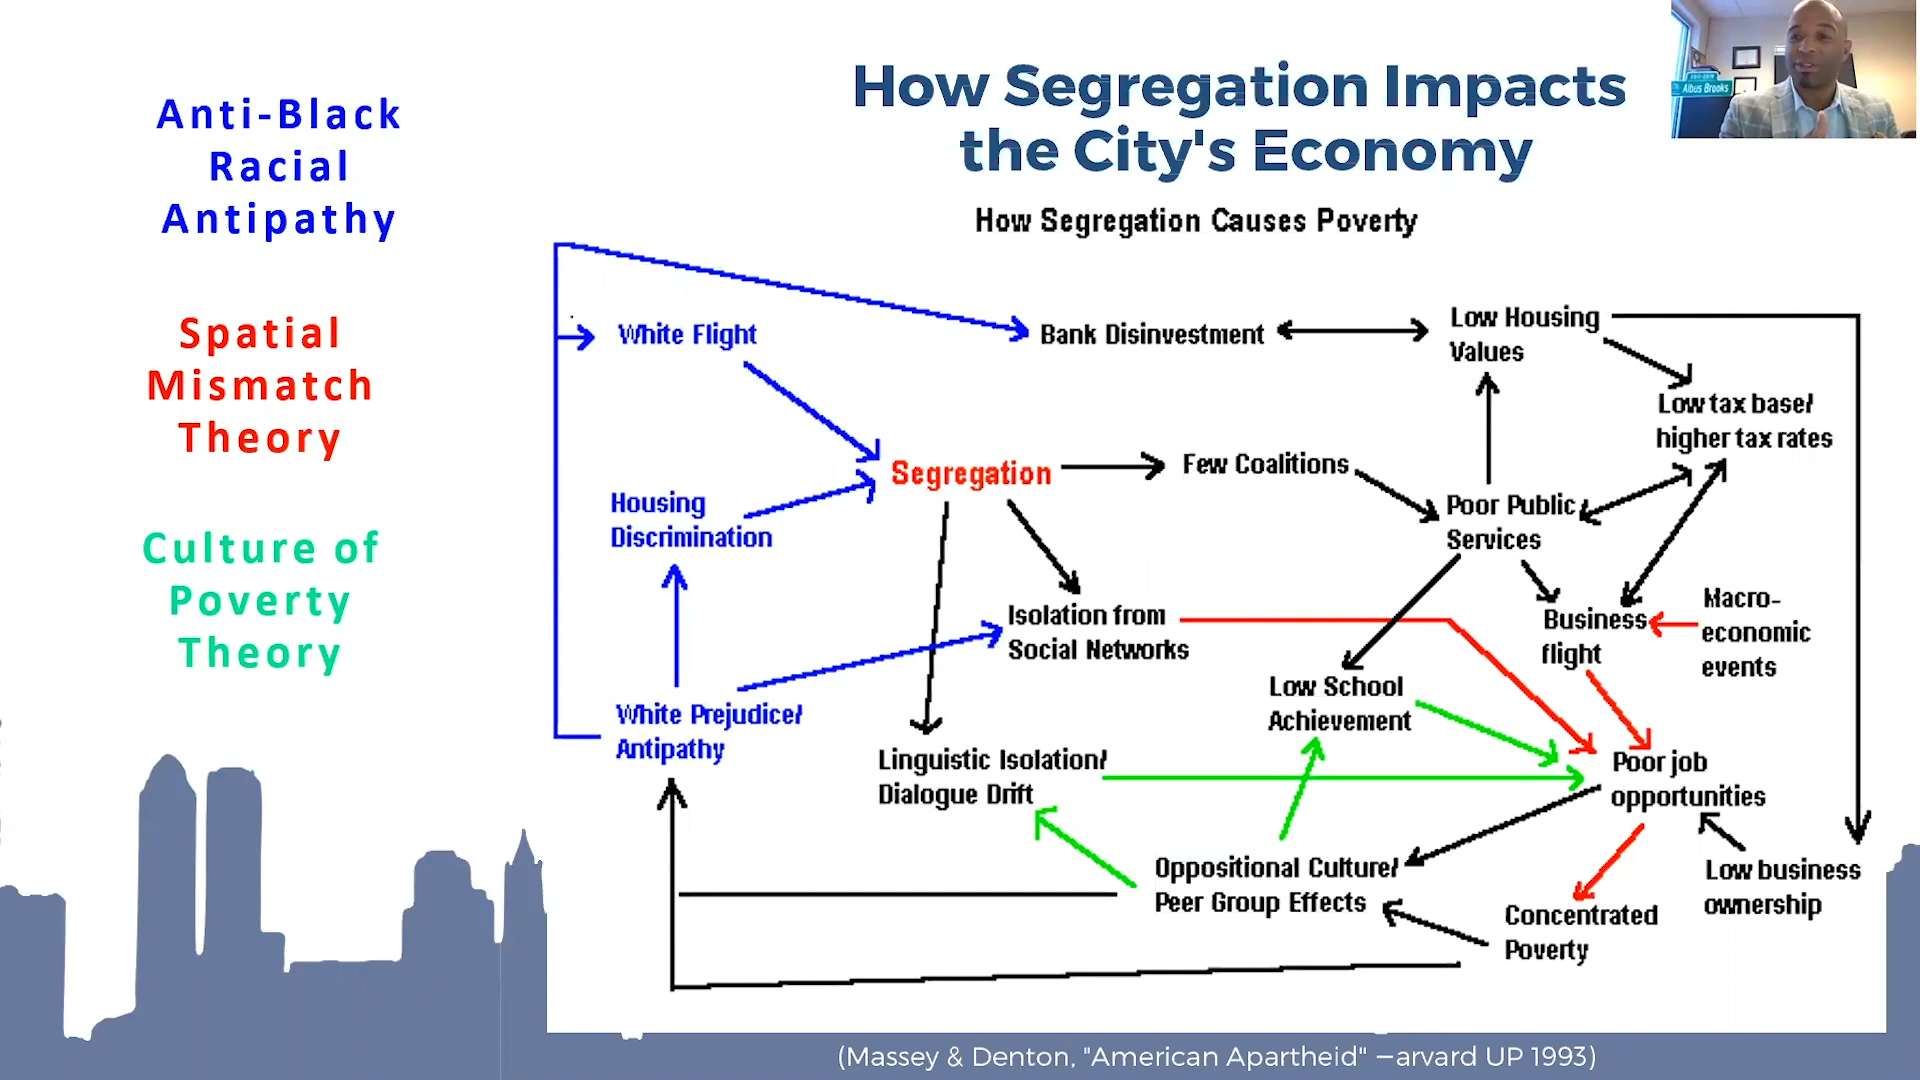 How Segregation Impacts
the City's Economy
Albus Brooks
Anti-Black
Racial
Antipathy
Spatial
Mismatch
Theory
Culture of
Poverty
Theory
How Segregation Causes Poverty
White Flight
Bank Disinvestment
Low Housing
Values
Low tax base/
higher tax rates
Segregation
Few Coalitions
Housing
Discrimination
Poor Public
Services
Isolation from
Social Networks
Business
flight
Macro-
economic
events
White Prejudice/
Antipathy
Low School
Achievement
Linguistic Isolation/
Dialogue Drift
Poor job
opportunities
Oppositional Culture/
Peer Group Effects
Low business
ownership
Concentrated
Poverty
(Massey & Denton, "American Apartheid" —arvard UP 1993)